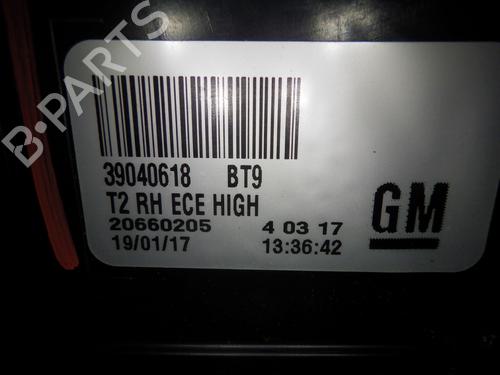 B-PARTS
39040618 BT9
T2 RH ECE HIGH
20660205 4 03 17
19/01/17 13:36:42
GM